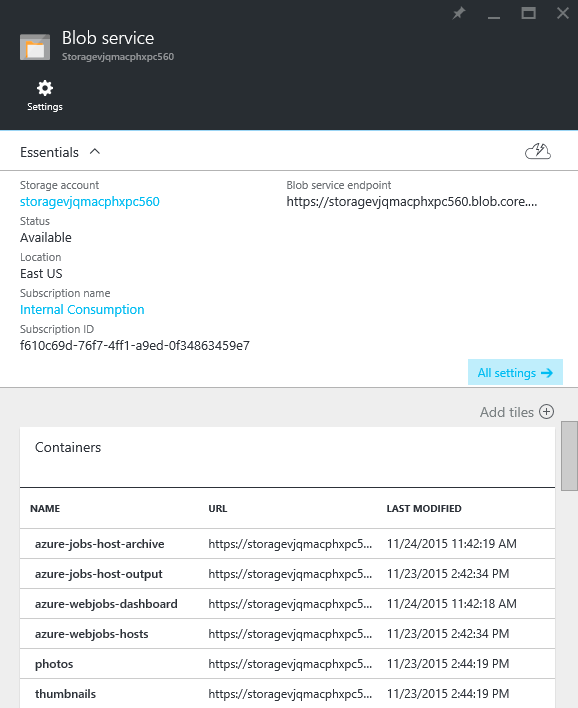 Blob service
Storagevjqmacphxpc560
Settings
Essentials
Storage account
storagevjqmacphxpc560
Blob service endpoint
https://storagevjqmacphxpc560.blob.core....
Status
Available
Location
East US
Subscription name
Internal Consumption
Subscription ID
f610c69d-76f7-4ff1-a9ed-0f34863459e7
All settings →
Add tiles
Containers
NAME URL LAST MODIFIED
azure-jobs-host-archive https://storagevjqmacphxpc5... 11/24/2015 11:42:19 AM
azure-jobs-host-output https://storagevjqmacphxpc5... 11/23/2015 2:42:34 PM
azure-webjobs-dashboard https://storagevjqmacphxpc5... 11/24/2015 11:42:18 AM
azure-webjobs-hosts https://storagevjqmacphxpc5... 11/23/2015 2:42:34 PM
photos https://storagevjqmacphxpc5... 11/23/2015 2:44:19 PM
thumbnails https://storagevjqmacphxpc5... 11/23/2015 2:44:19 PM